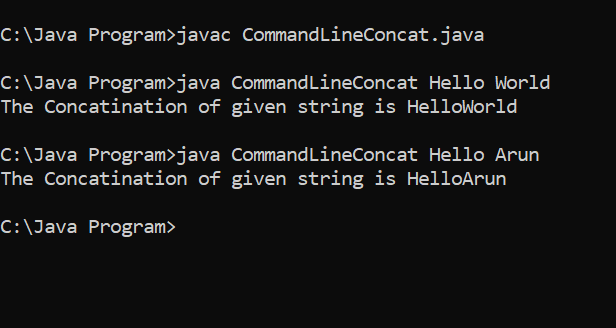 C:\Java Program>javac CommandLineConcat.java
C:\Java Program>java CommandLineConcat Hello World
The Concatination of given string is HelloWorld
C:\Java Program>java CommandLineConcat Hello Arun
The Concatination of given string is HelloArun
C:\Java Program>